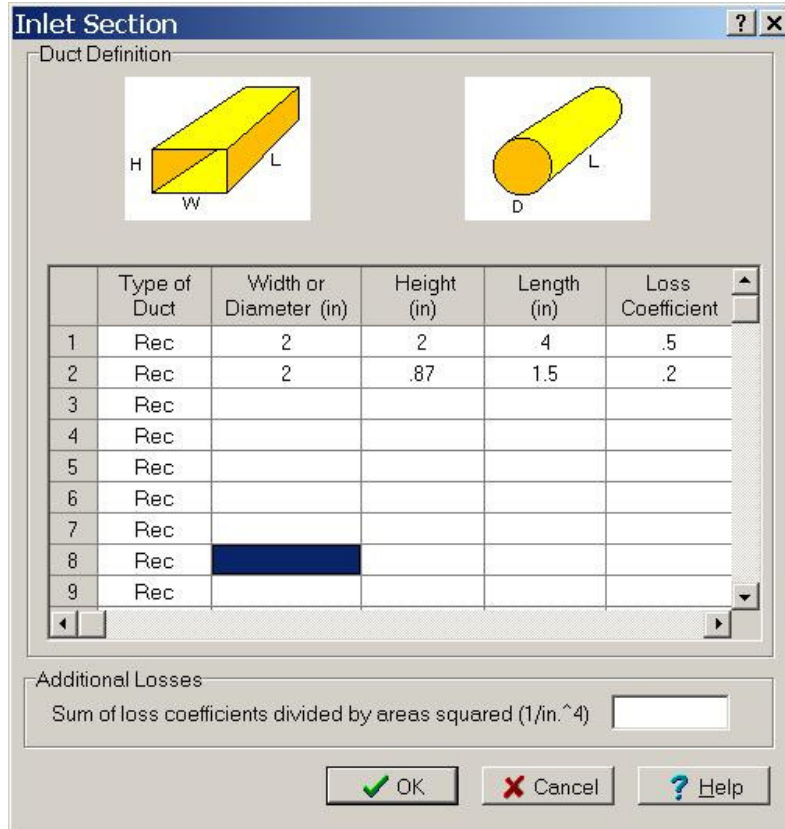 Inlet Section
Duct Definition
H
W
L
D
L
Type of Duct Width or Diameter (in) Height (in) Length (in) Loss Coefficient
1 Rec 2 2 4 .5
2 Rec 2 .87 1.5 .2
3 Rec
4 Rec
5 Rec
6 Rec
7 Rec
8 Rec
9 Rec
Additional Losses
Sum of loss coefficients divided by areas squared (1/in.^4)
OK Cancel ? Help